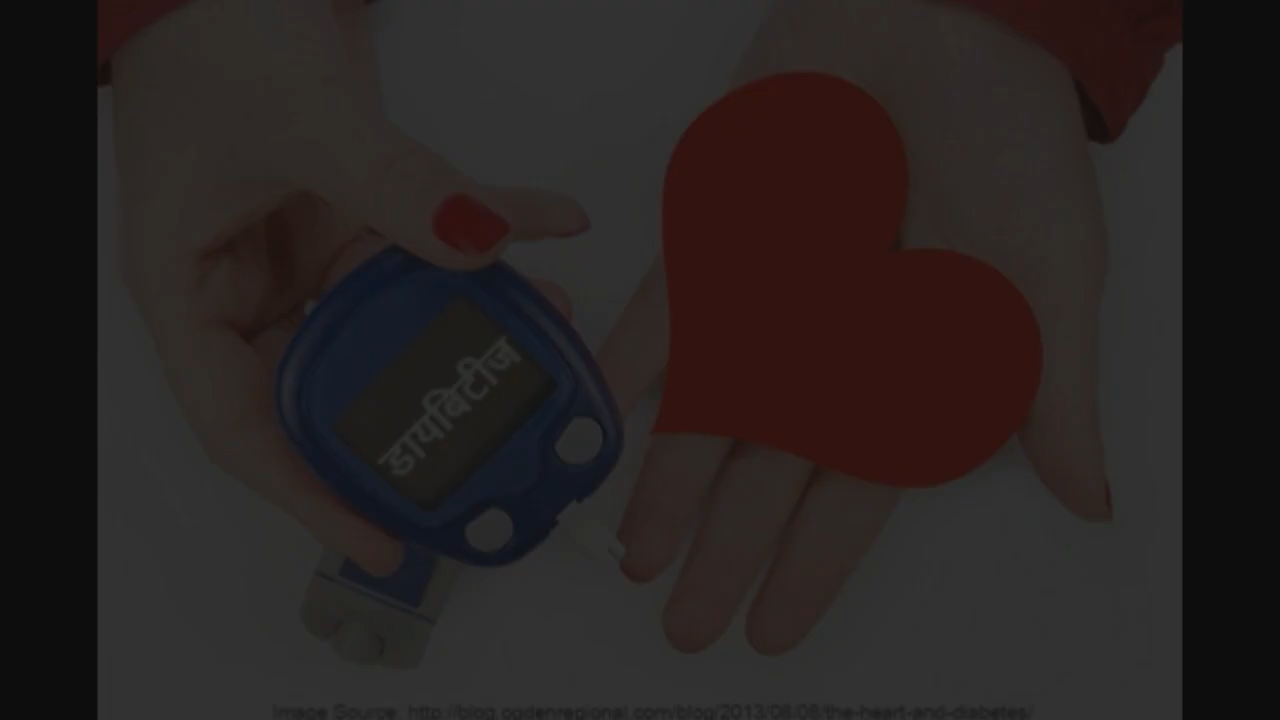 डायबिटीज
Image Source: http://blog.ogdenregional.com/blog/2013/08/08/the-heart-and-diabetes/